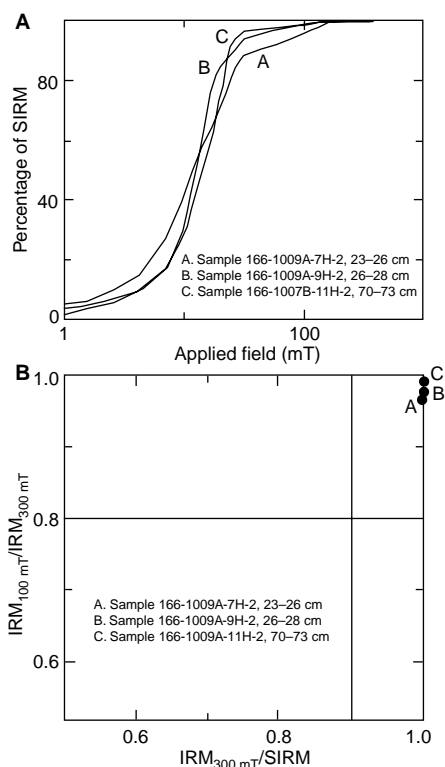 A
80
40
0
Percentage of SIRM
C
B
A
A. Sample 166-1009A-7H-2, 23–26 cm
B. Sample 166-1009A-9H-2, 26–28 cm
C. Sample 166-1007B-11H-2, 70–73 cm
1
100
Applied field (mT)
B
1.0
0.8
0.6
IRM100 mT/IRM300 mT
C
B
A
A. Sample 166-1009A-7H-2, 23–26 cm
B. Sample 166-1009A-9H-2, 26–28 cm
C. Sample 166-1009A-11H-2, 70–73 cm
0.6
0.8
1.0
IRM300 mT/SIRM